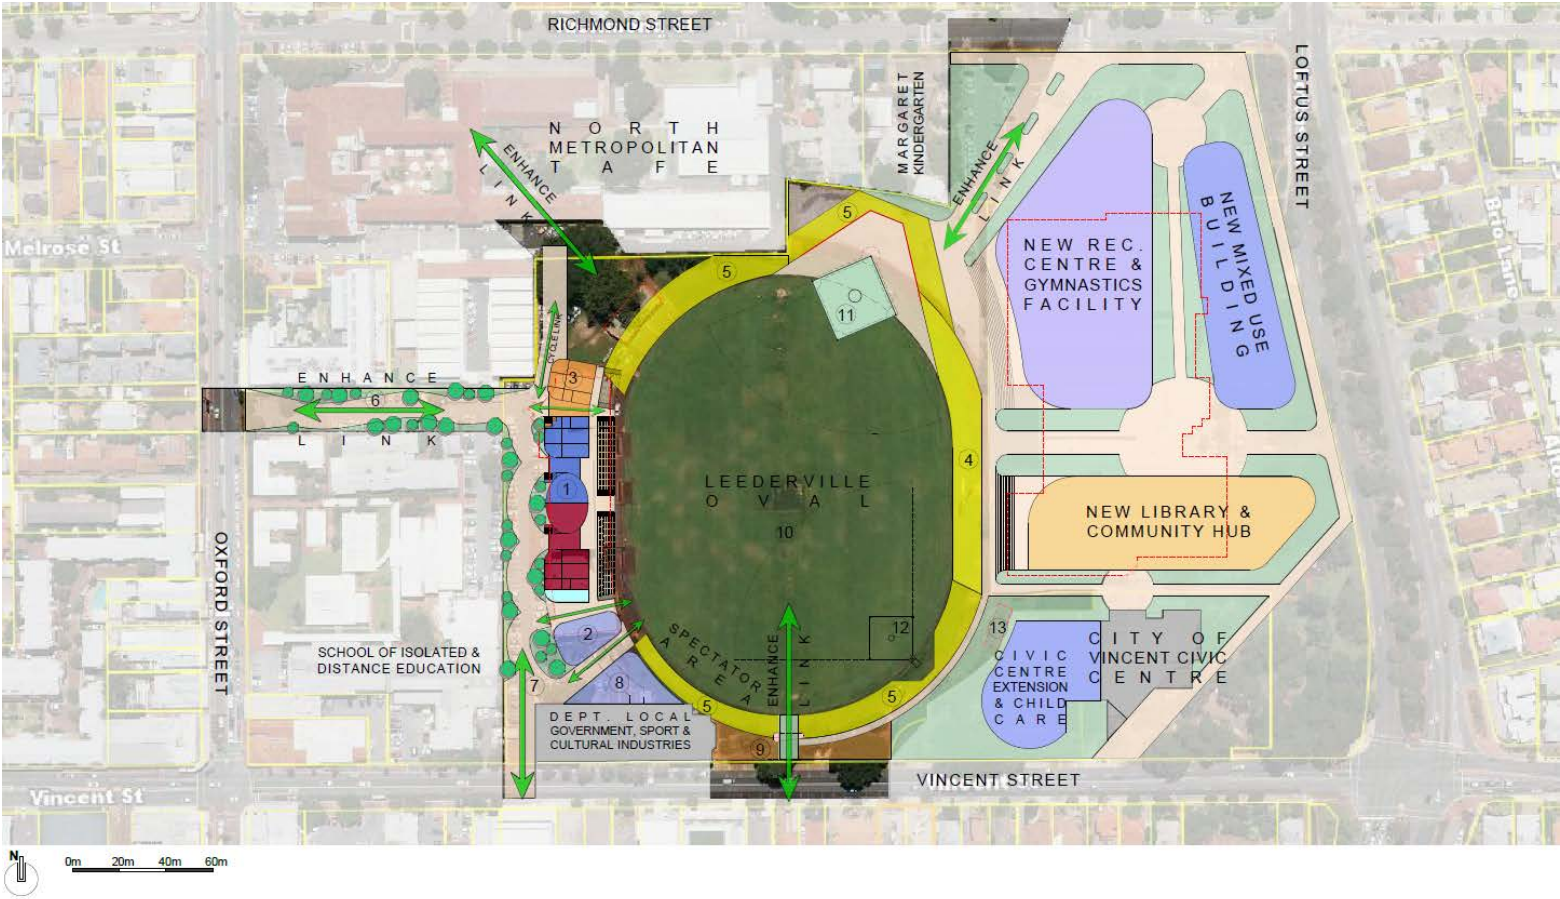 RICHMOND STREET
LOFTUS STREET
MARGARET
KINDERGARTEN
NORTH
METROPOLITAN
TAFE
ENHANCE
LINK
ENHANCE
LINK
5
5
Melrose St
Brio Lane
NEW REC.
CENTRE &
GYMNASTICS
FACILITY
NEW MIXED USE
BUILDING
11
CYCLE LINK
3
ENHANCE
6
LINK
4
LEEDERVILLE
OVAL
10
1
NEW LIBRARY &
COMMUNITY HUB
OXFORD STREET
SCHOOL OF ISOLATED &
DISTANCE EDUCATION
2
SPECTATOR
AREA
ENHANCE
LINK
12
13
CIVIC
CENTRE
EXTENSION
& CHILD
CARE
CITY OF
VINCENT CIVIC
CENTRE
7
8
5
5
DEPT. LOCAL
GOVERNMENT, SPORT &
CULTURAL INDUSTRIES
9
VINCENT STREET
Vincent St
N
0m 20m 40m 60m